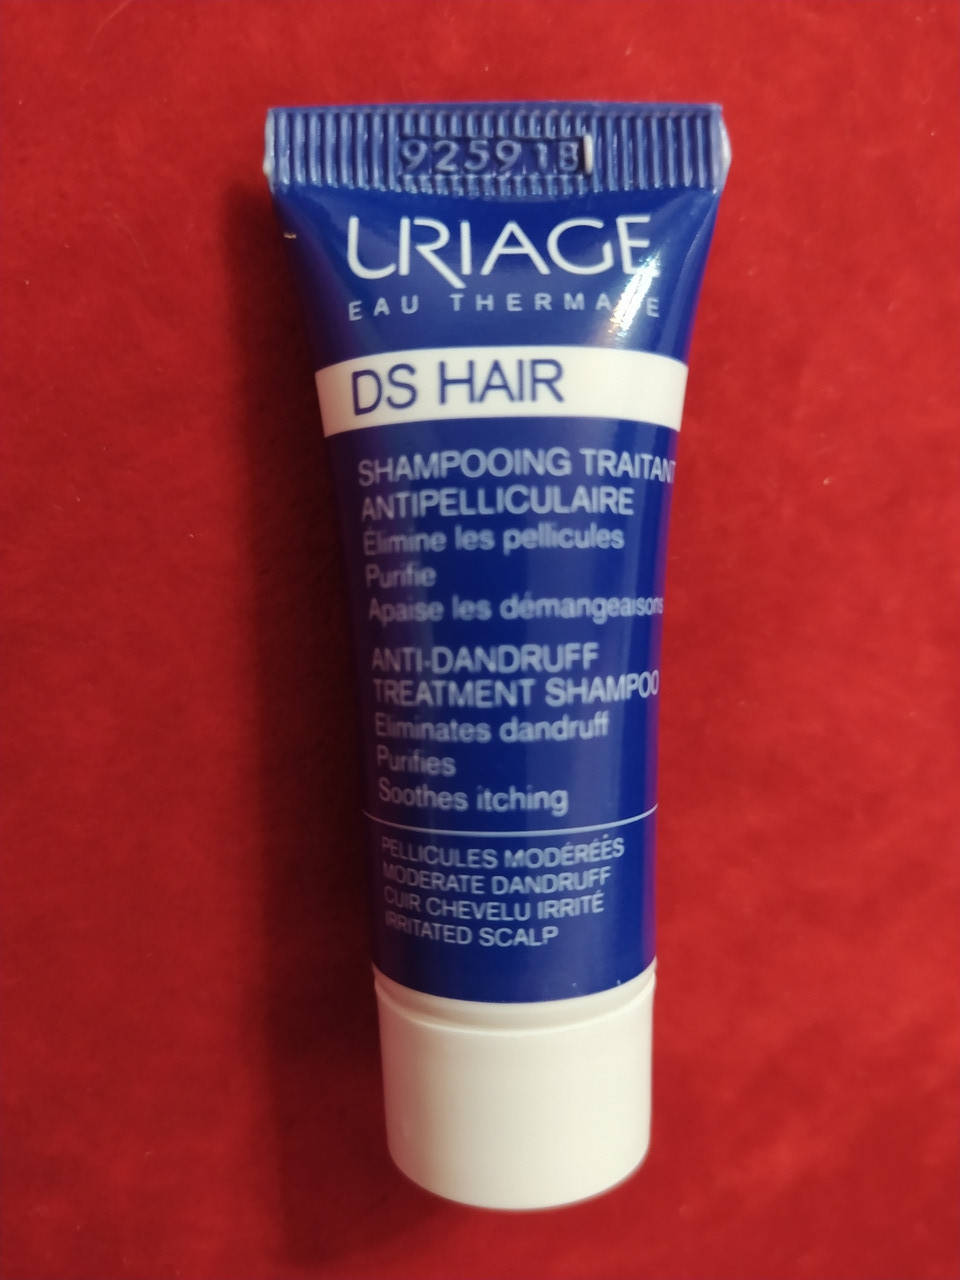 925918
URIAGE
EAU THERMALE
DS HAIR
SHAMPOOING TRAITANT
ANTIPELLICULAIRE
Élimine les pellicules
Purifie
Apaise les démangeaisons
ANTI-DANDRUFF
TREATMENT SHAMPOO
Eliminates dandruff
Purifies
Soothes itching
PELLICULES MODÉRÉES
MODERATE DANDRUFF
CUIR CHEVELU IRRITÉ
IRRITATED SCALP